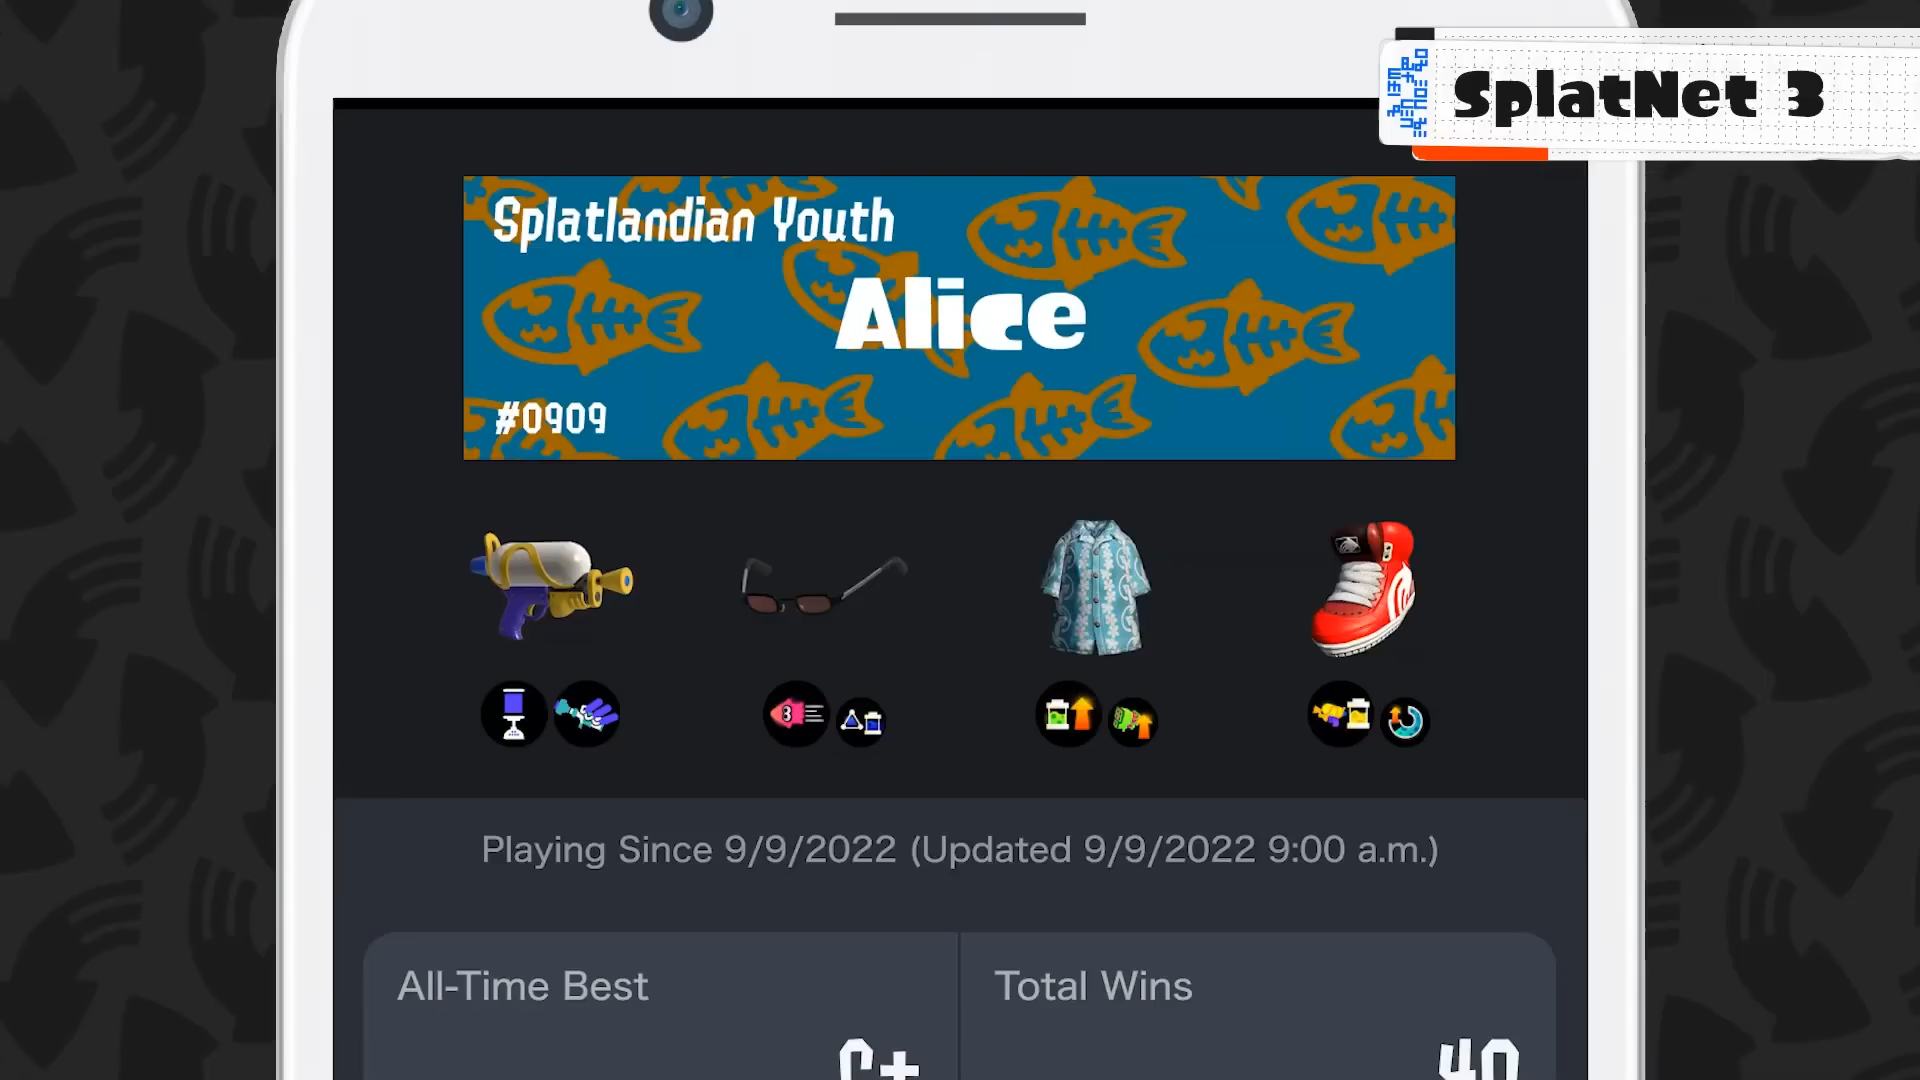 SplatNet 3
Splatlandian Youth
Alice
#0909
Playing Since 9/9/2022 (Updated 9/9/2022 9:00 a.m.)
All-Time Best
Total Wins
C+
40